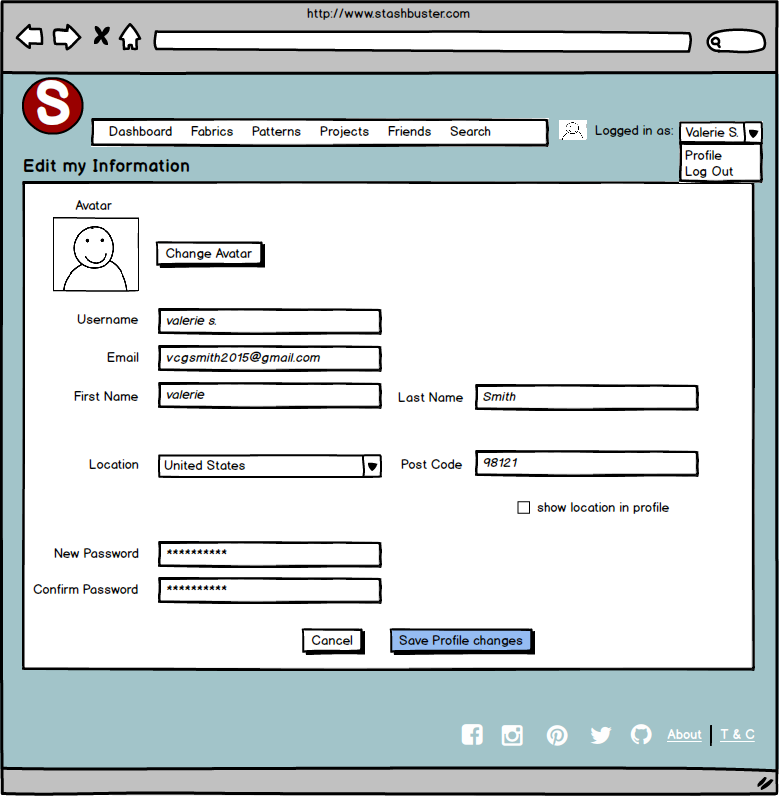 http://www.stashbuster.com
S
Dashboard Fabrics Patterns Projects Friends Search
Logged in as: Valerie S.
Profile
Log Out
Edit my Information
Avatar
Change Avatar
Username valerie s.
Email vcgsmith2015@gmail.com
First Name valerie Last Name Smith
Location United States Post Code 98121
show location in profile
New Password **********
Confirm Password **********
Cancel Save Profile changes
About T & C